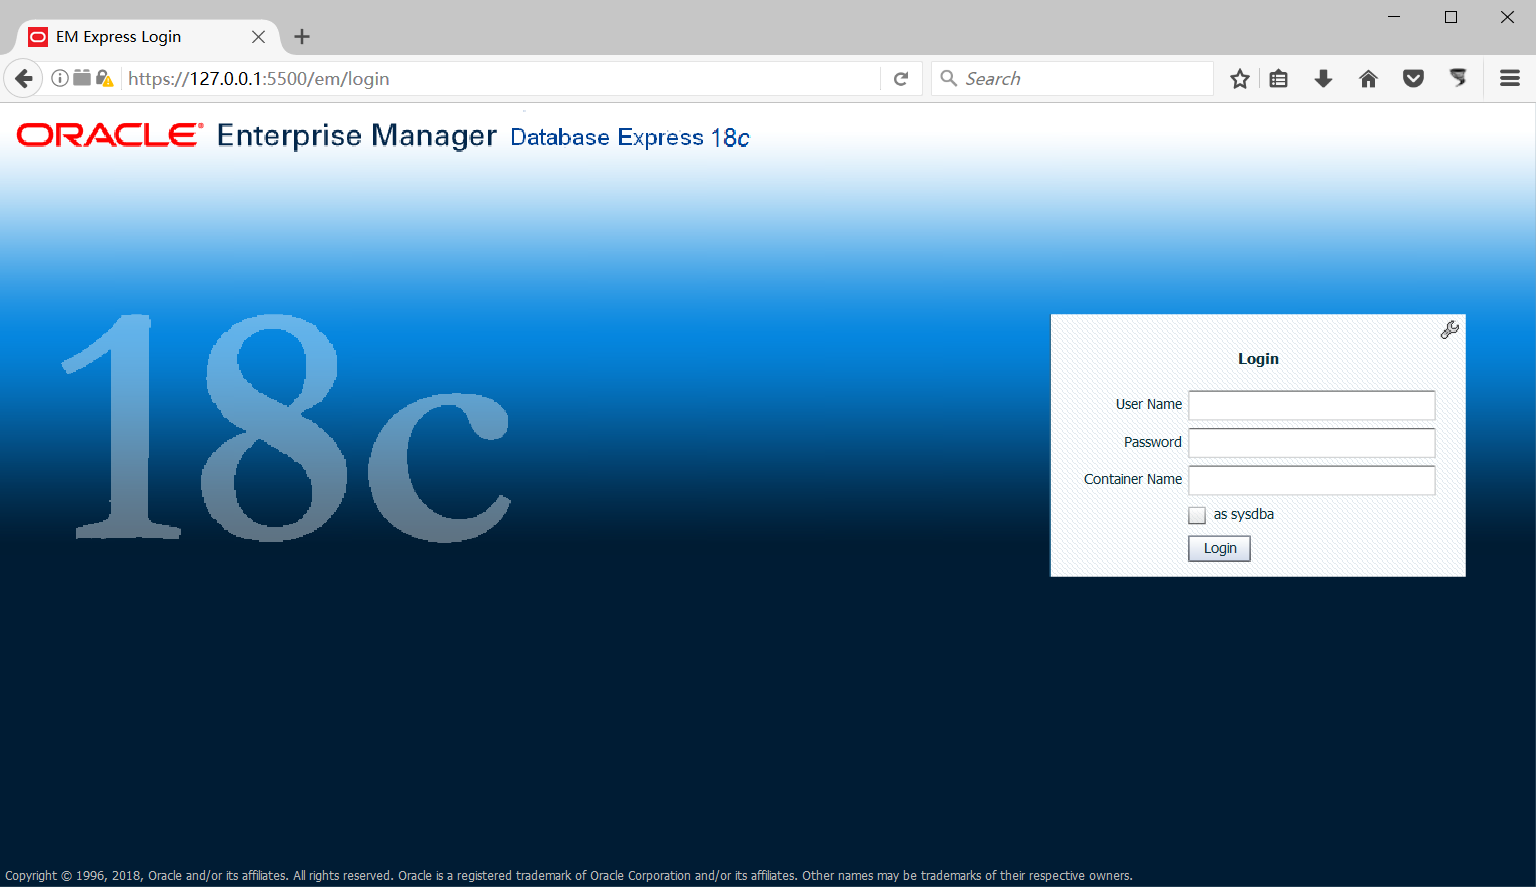 EM Express Login
https://127.0.0.1:5500/em/login
Search
ORACLE® Enterprise Manager Database Express 18c
18c
Login
User Name
Password
Container Name
as sysdba
Login
Copyright © 1996, 2018, Oracle and/or its affiliates. All rights reserved. Oracle is a registered trademark of Oracle Corporation and/or its affiliates. Other names may be trademarks of their respective owners.